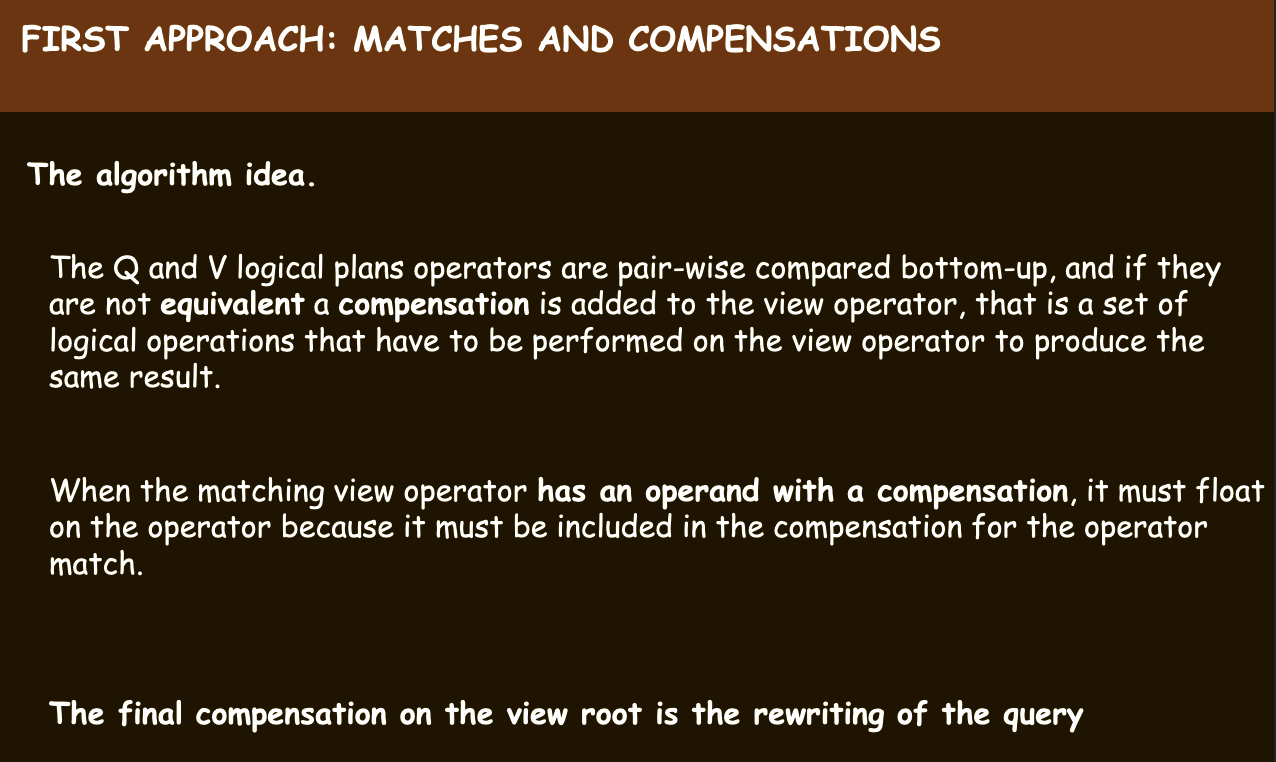 FIRST APPROACH: MATCHES AND COMPENSATIONS
The algorithm idea.
The Q and V logical plans operators are pair-wise compared bottom-up, and if they
are not equivalent a compensation is added to the view operator, that is a set of
logical operations that have to be performed on the view operator to produce the
same result.
When the matching view operator has an operand with a compensation, it must float
on the operator because it must be included in the compensation for the operator
match.
The final compensation on the view root is the rewriting of the query